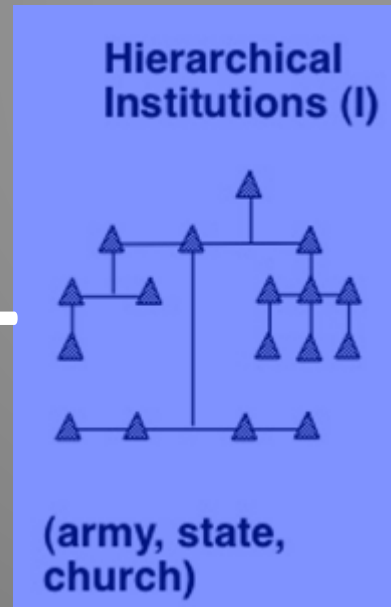 Hierarchical
Institutions (I)
(army, state,
church)